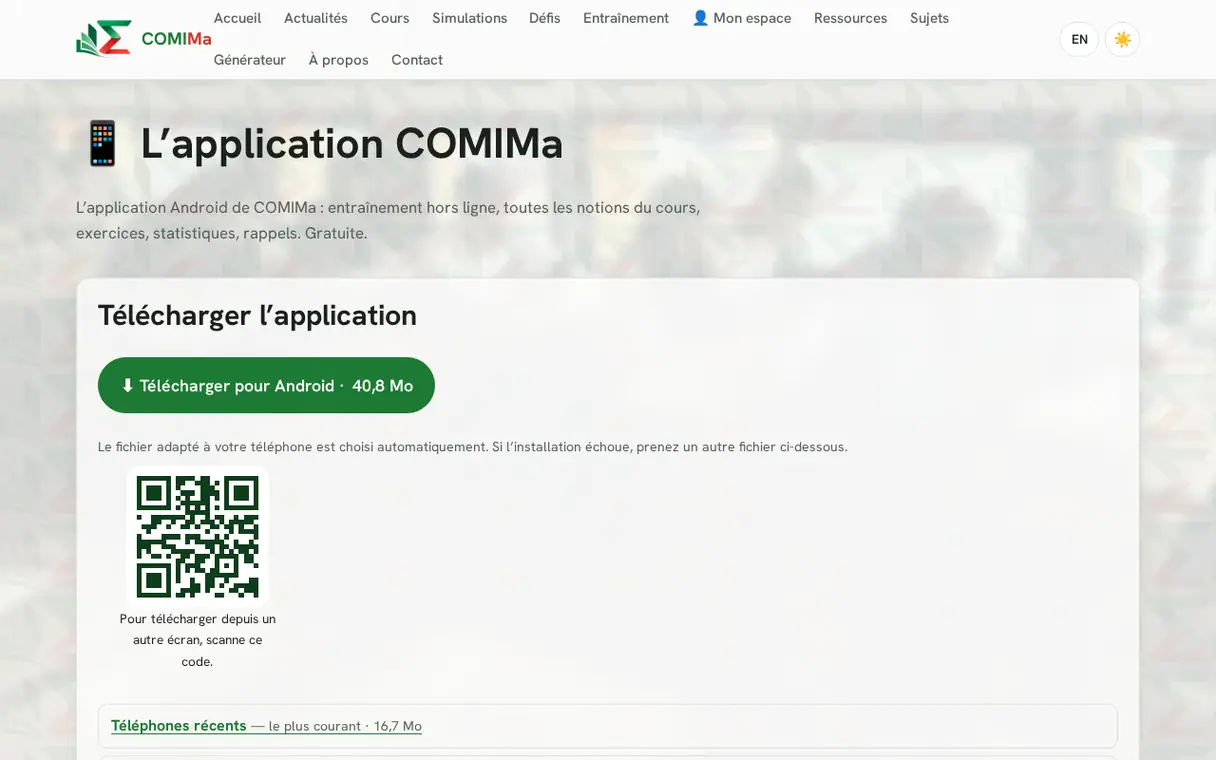 COMIMa
Accueil Actualités Cours Simulations Défis Entraînement 👤 Mon espace Ressources Sujets
Générateur À propos Contact
EN
📱 L’application COMIMa
L’application Android de COMIMa : entraînement hors ligne, toutes les notions du cours,
exercices, statistiques, rappels. Gratuite.
Télécharger l’application
⬇ Télécharger pour Android · 40,8 Mo
Le fichier adapté à votre téléphone est choisi automatiquement. Si l’installation échoue, prenez un autre fichier ci-dessous.
Pour télécharger depuis un
autre écran, scanne ce
code.
Téléphones récents — le plus courant · 16,7 Mo